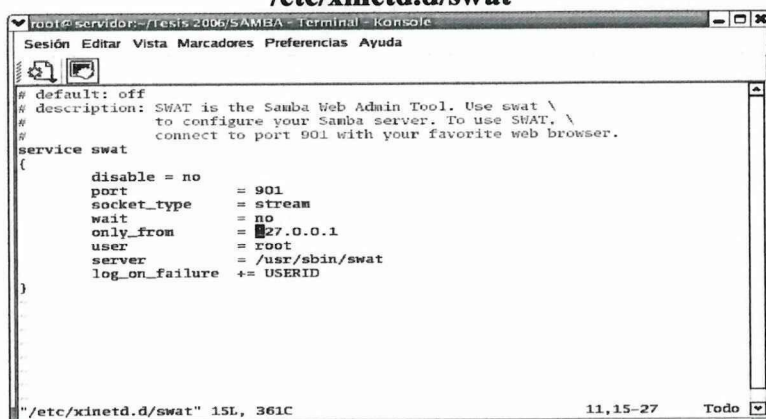 /etc/xinetd.d/swat
root@servidor:~/Tesis 2006/SAMBA - Terminal - Konsole
Sesión Editar Vista Marcadores Preferencias Ayuda
# default: off
# description: SWAT is the Samba Web Admin Tool. Use swat \
# to configure your Samba server. To use SWAT, \
# connect to port 901 with your favorite web browser.
service swat
{
disable = no
port = 901
socket_type = stream
wait = no
only_from = 127.0.0.1
user = root
server = /usr/sbin/swat
log_on_failure += USERID
}
"/etc/xinetd.d/swat" 15L, 361C 11,15-27 Todo